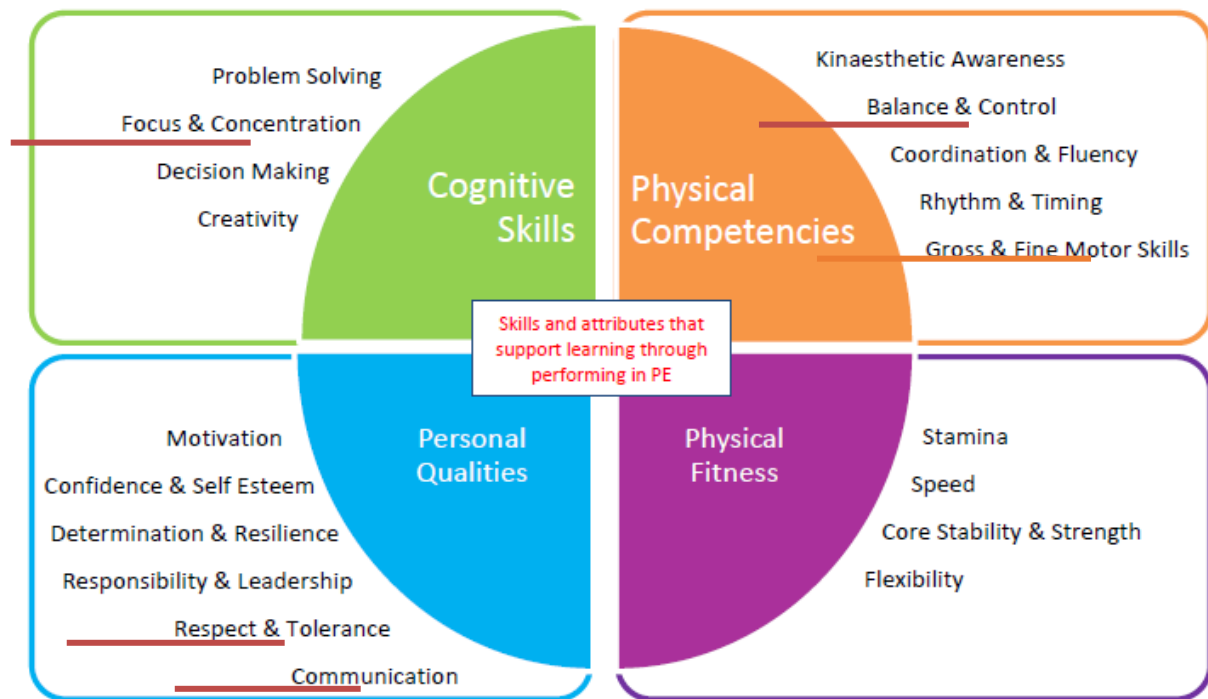 Problem Solving
Focus & Concentration
Decision Making
Creativity
Cognitive
Skills
Physical
Competencies
Kinaesthetic Awareness
Balance & Control
Coordination & Fluency
Rhythm & Timing
Gross & Fine Motor Skills
Skills and attributes that
support learning through
performing in PE
Motivation
Confidence & Self Esteem
Determination & Resilience
Responsibility & Leadership
Respect & Tolerance
Communication
Personal
Qualities
Physical
Fitness
Stamina
Speed
Core Stability & Strength
Flexibility